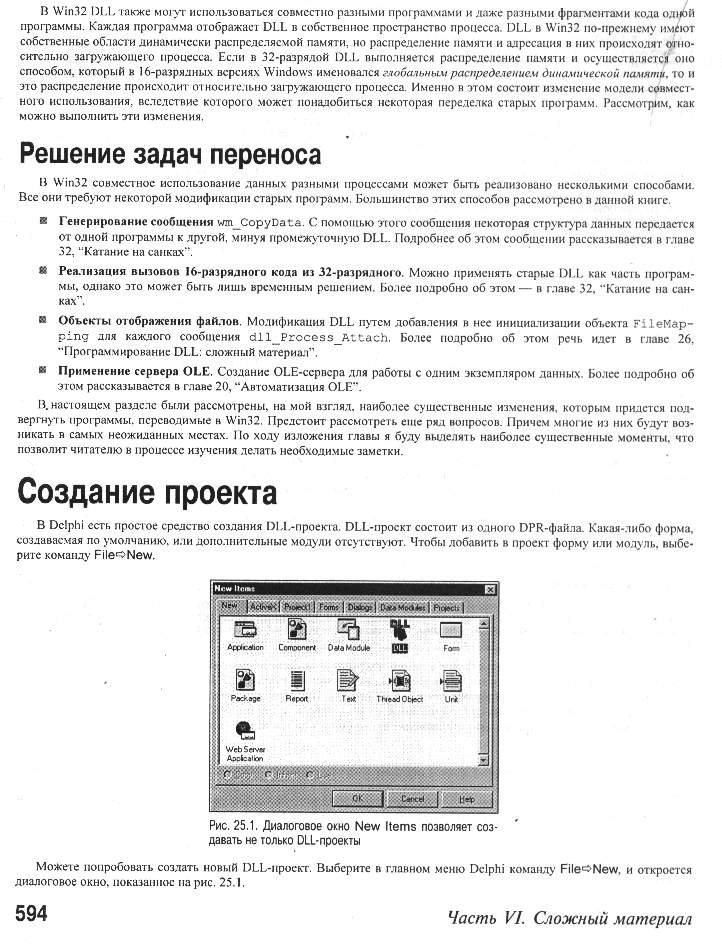 В Win32 DLL также могут использоваться совместно разными программами и даже разными фрагментами кода одной
программы. Каждая программа отображает DLL в собственное пространство процесса. DLL в Win32 по-прежнему имеют
собственные области динамически распределяемой памяти, но распределение памяти и адресация в них происходят отно-
сительно загружающего процесса. Если в 32-разрядой DLL выполняется распределение памяти и осуществляется оно
способом, который в 16-разрядных версиях Windows именовался глобальным распределением динамической памяти, то и
это распределение происходит относительно загружающего процесса. Именно в этом состоит изменение модели совмест-
ного использования, вследствие которого может понадобиться некоторая переделка старых программ. Рассмотрим, как
можно выполнить эти изменения.
Решение задач переноса
В Win32 совместное использование данных разными процессами может быть реализовано несколькими способами.
Все они требуют некоторой модификации старых программ. Большинство этих способов рассмотрено в данной книге.
Генерирование сообщения wm_CopyData. С помощью этого сообщения некоторая структура данных передается
от одной программы к другой, минуя промежуточную DLL. Подробнее об этом сообщении рассказывается в главе
32, “Катание на санках”.
Реализация вызовов 16-разрядного кода из 32-разрядного. Можно применять старые DLL как часть програм-
мы, однако это может быть лишь временным решением. Более подробно об этом — в главе 32, “Катание на сан-
ках”.
Объекты отображения файлов. Модификация DLL путем добавления в нее инициализации объекта FileMap-
ping для каждого сообщения dll_Process_Attach. Более подробно об этом речь идет в главе 26,
“Программирование DLL: сложный материал”.
Применение сервера OLE. Создание OLE-сервера для работы с одним экземпляром данных. Более подробно об
этом рассказывается в главе 20, “Автоматизация OLE”.
В настоящем разделе были рассмотрены, на мой взгляд, наиболее существенные изменения, которым придется под-
вергнуть программы, переводимые в Win32. Предстоит рассмотреть еще ряд вопросов. Причем многие из них будут воз-
никать в самых неожиданных местах. По ходу изложения главы я буду выделять наиболее существенные моменты, что
позволит читателю в процессе изучения делать необходимые заметки.
Создание проекта
В Delphi есть простое средство создания DLL-проекта. DLL-проект состоит из одного DPR-файла. Какая-либо форма,
создаваемая по умолчанию, или дополнительные модули отсутствуют. Чтобы добавить в проект форму или модуль, выбе-
рите команду File⇨New.
New Items
New ActiveX Project1 Forms Dialogs Data Modules Projects
Application Component Data Module DLL Form
Package Report Text Thread Object Unit
Web Server
Application
Copy Inherit Use
OK Cancel Help
Рис. 25.1. Диалоговое окно New Items позволяет соз-
давать не только DLL-проекты
Можете попробовать создать новый DLL-проект. Выберите в главном меню Delphi команду File⇨New, и откроется
диалоговое окно, показанное на рис. 25.1.
594
Часть VI. Сложный материал